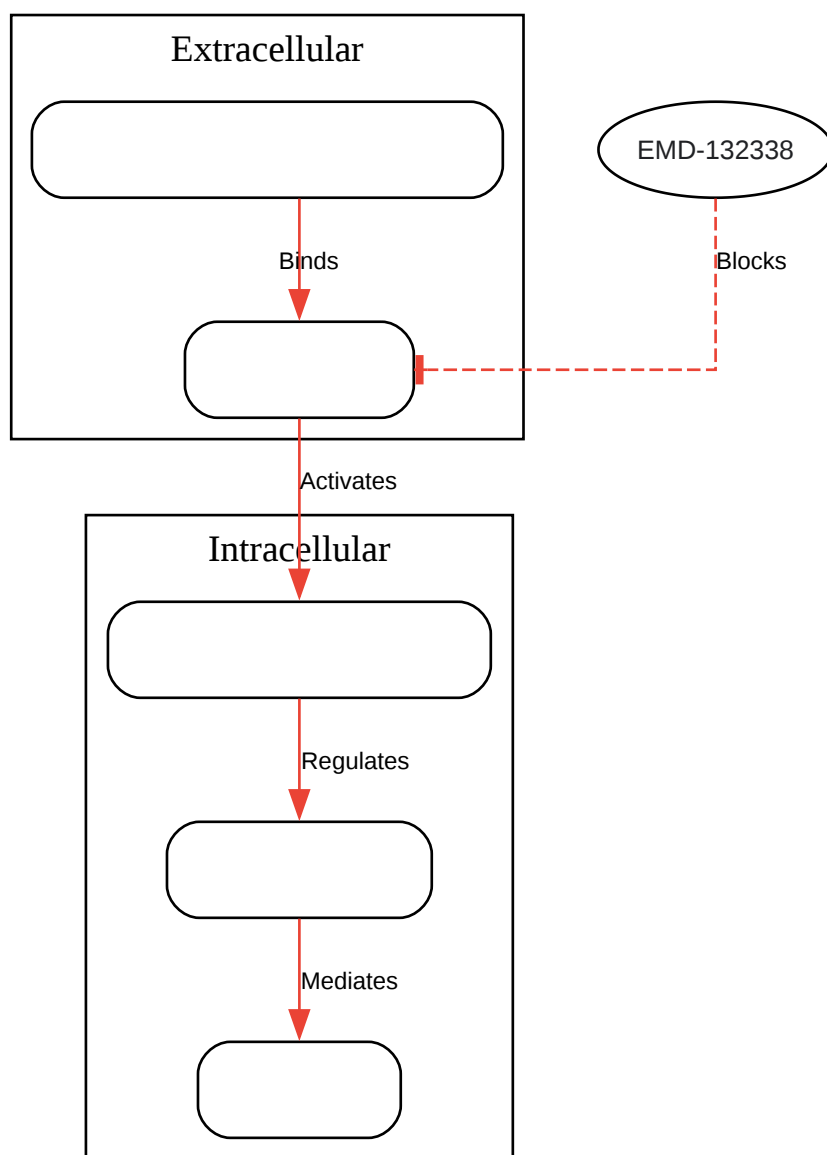 Extracellular
EMD-132338
Binds
Blocks
Activates
Intracellular
Regulates
Mediates